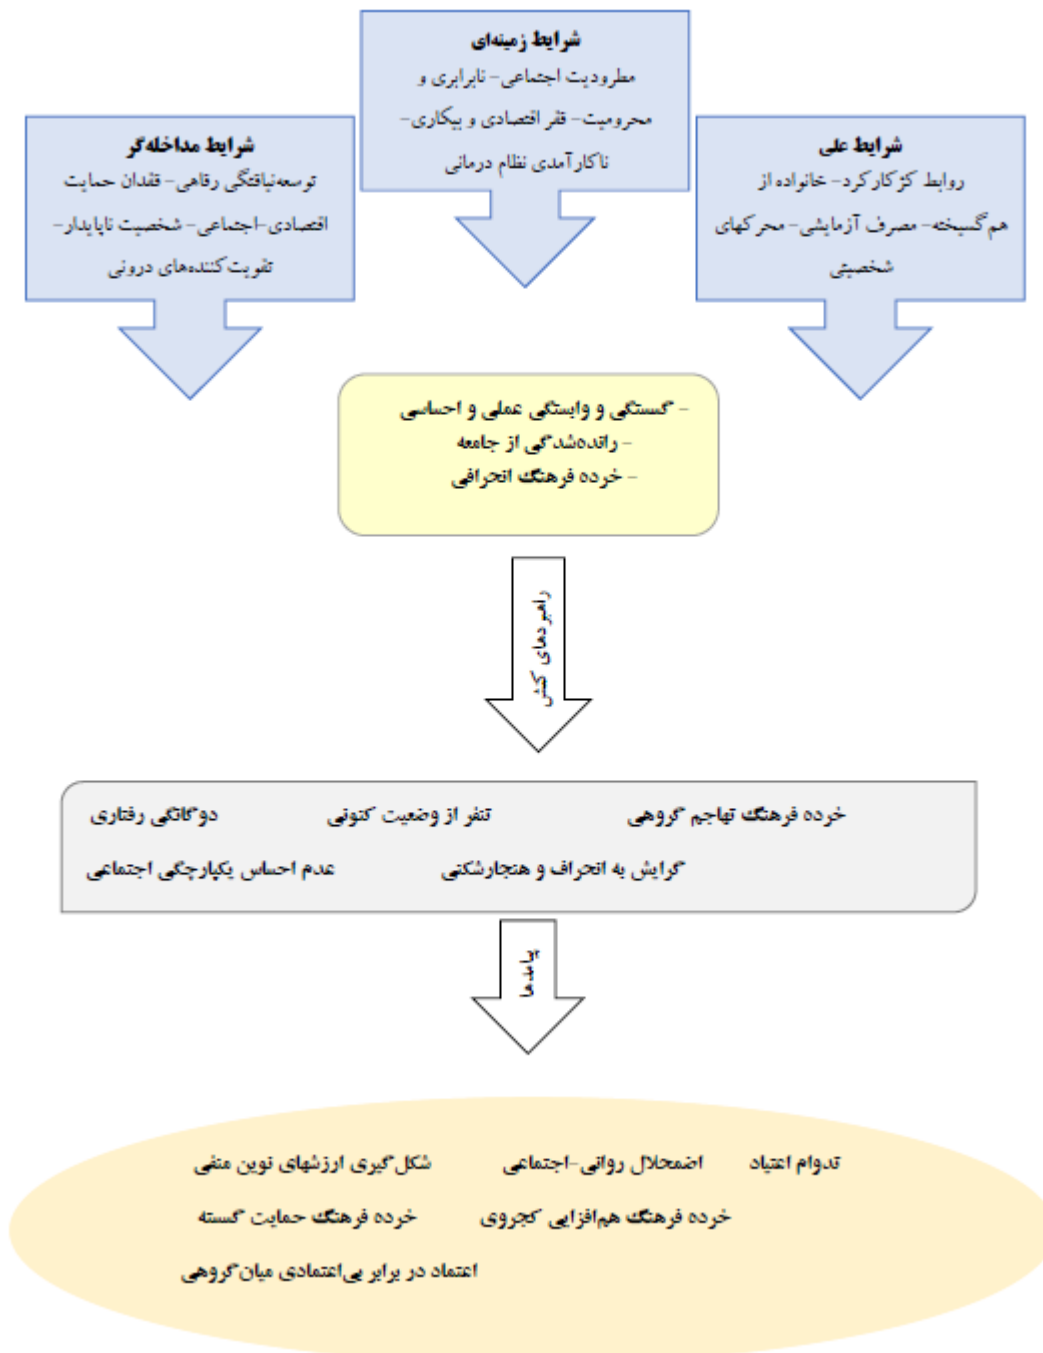 شرایط زمینه‌ای
مطرودیت اجتماعی- نابرابری و
محرومیت- فقر اقتصادی و بیکاری-
ناکارآمدی نظام درمانی
شرایط علی
روابط کژکارکرد- خانواده از
هم‌گسیخته- مصرف آزمایشی- محرکهای
شخصیتی
شرایط مداخله‌گر
توسعه‌نیافتگی رفاهی- فقدان حمایت
اقتصادی-اجتماعی- شخصیت ناپایدار-
تقویت‌کننده‌های درونی
- گسستگی و وابستگی عملی و احساسی
- رانده‌شدگی از جامعه
- خرده فرهنگ انحرافی
راهبردهای کنش
خرده فرهنگ تهاجم گروهی تنفر از وضعیت کنونی دوگانگی رفتاری
گرایش به انحراف و هنجارشکنی عدم احساس یکپارچگی اجتماعی
پیامدها
تدوام اعتیاد اضمحلال روانی-اجتماعی شکل‌گیری ارزشهای نوین منفی
خرده فرهنگ هم‌افزایی کجروی خرده فرهنگ حمایت گسسته
اعتماد در برابر بی‌اعتمادی میان‌گروهی